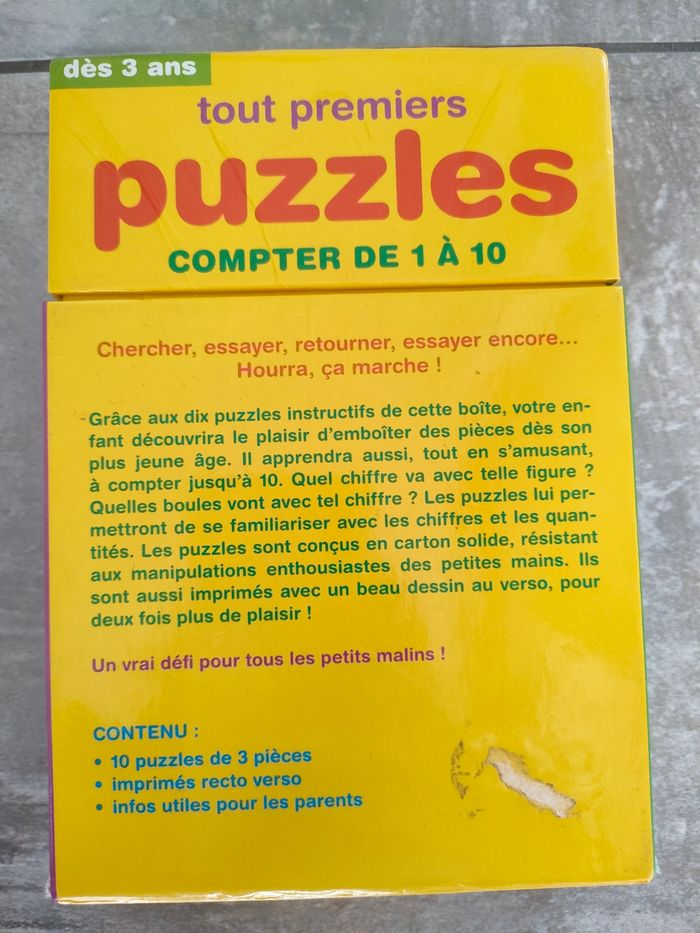 dès 3 ans
tout premiers
puzzles
COMPTER DE 1 À 10
Chercher, essayer, retourner, essayer encore...
Hourra, ça marche !
Grâce aux dix puzzles instructifs de cette boîte, votre en-
fant découvrira le plaisir d'emboîter des pièces dès son
plus jeune âge. Il apprendra aussi, tout en s'amusant,
à compter jusqu'à 10. Quel chiffre va avec telle figure ?
Quelles boules vont avec tel chiffre ? Les puzzles lui per-
mettront de se familiariser avec les chiffres et les quan-
tités. Les puzzles sont conçus en carton solide, résistant
aux manipulations enthousiastes des petites mains. Ils
sont aussi imprimés avec un beau dessin au verso, pour
deux fois plus de plaisir !
Un vrai défi pour tous les petits malins !
CONTENU :
• 10 puzzles de 3 pièces
• imprimés recto verso
• infos utiles pour les parents